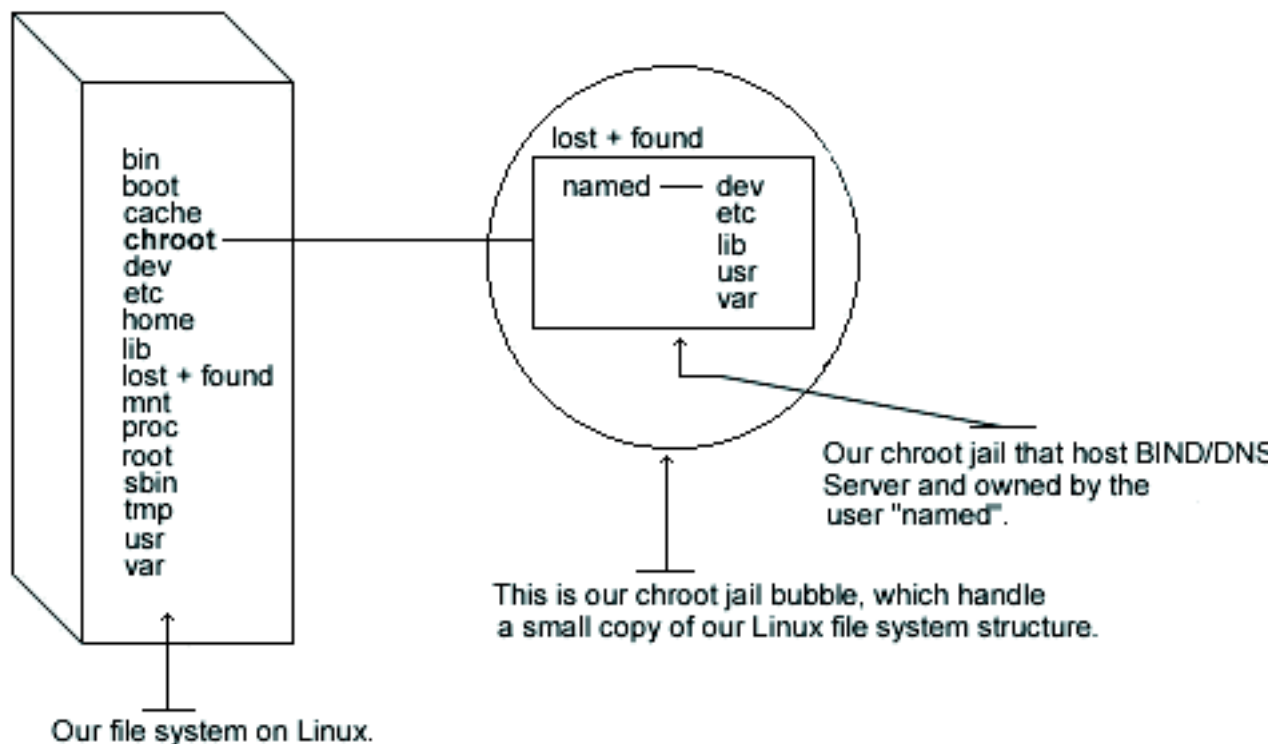 bin
boot
cache
chroot
dev
etc
home
lib
lost + found
mnt
proc
root
sbin
tmp
usr
var
Our file system on Linux.
lost + found
named dev
etc
lib
usr
var
Our chroot jail that host BIND/DNS
Server and owned by the
user "named".
This is our chroot jail bubble, which handle
a small copy of our Linux file system structure.